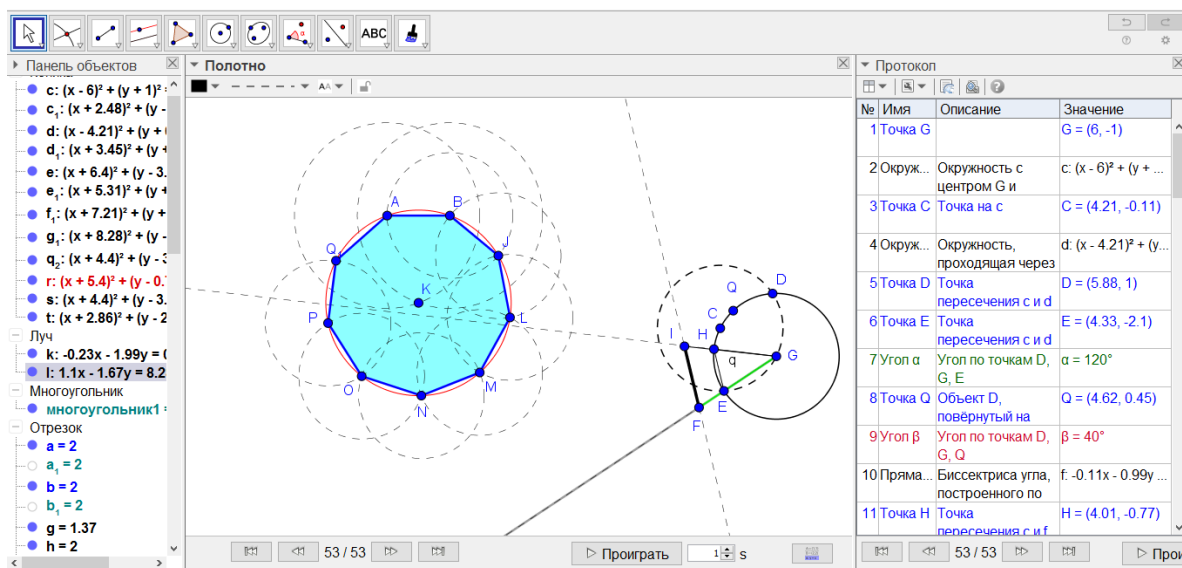 ABC
Панель объектов
Полотно
Протокол
c: (x - 6)² + (y + 1)² =
c₁: (x + 2.48)² + (y -
d: (x - 4.21)² + (y +
d₁: (x + 3.45)² + (y +
e: (x + 6.4)² + (y - 3.
e₁: (x + 5.31)² + (y +
f₁: (x + 7.21)² + (y +
g₁: (x + 8.28)² + (y -
q₂: (x + 4.4)² + (y - 3
r: (x + 5.4)² + (y - 0.
s: (x + 4.4)² + (y - 3.
t: (x + 2.86)² + (y - 2
Луч
k: -0.23x - 1.99y = 
l: 1.1x - 1.67y = 8.2
Многоугольник
многоугольник1 =
Отрезок
a = 2
a₁ = 2
b = 2
b₁ = 2
g = 1.37
h = 2
AA
A
B
J
Q₁
K
P
L
O
M
N
Q
D
C
I
H
q
G
E
F
53 / 53
Проиграть
1
s
№ Имя Описание Значение
1 Точка G G = (6, -1)
2 Окруж... Окружность с c: (x - 6)² + (y + ...
центром G и
3 Точка C Точка на c C = (4.21, -0.11)
4 Окруж... Окружность, d: (x - 4.21)² + (y...
проходящая через
5 Точка D Точка D = (5.88, 1)
пересечения c и d
6 Точка E Точка E = (4.33, -2.1)
пересечения c и d
7 Угол α Угол по точкам D, α = 120°
G, E
8 Точка Q Объект D, Q = (4.62, 0.45)
повёрнутый на
9 Угол β Угол по точкам D, β = 40°
G, Q
10 Пряма... Биссектриса угла, f: -0.11x - 0.99y ...
построенного по
11 Точка H Точка H = (4.01, -0.77)
пересечения c и f
53 / 53
Прои